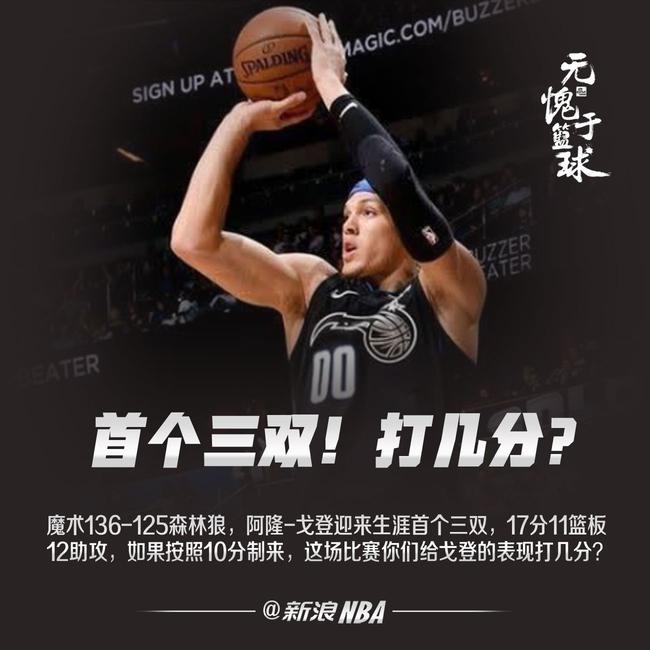 SIGN UP AT
MAGIC.COM/BUZZER
SPALDING
无愧于
篮球
BUZZER
BEATER
BEATER
00
首个三双！打几分？
魔术136-125森林狼，阿隆-戈登迎来生涯首个三双，17分11篮板
12助攻，如果按照10分制来，这场比赛你们给戈登的表现打几分？
@新浪NBA